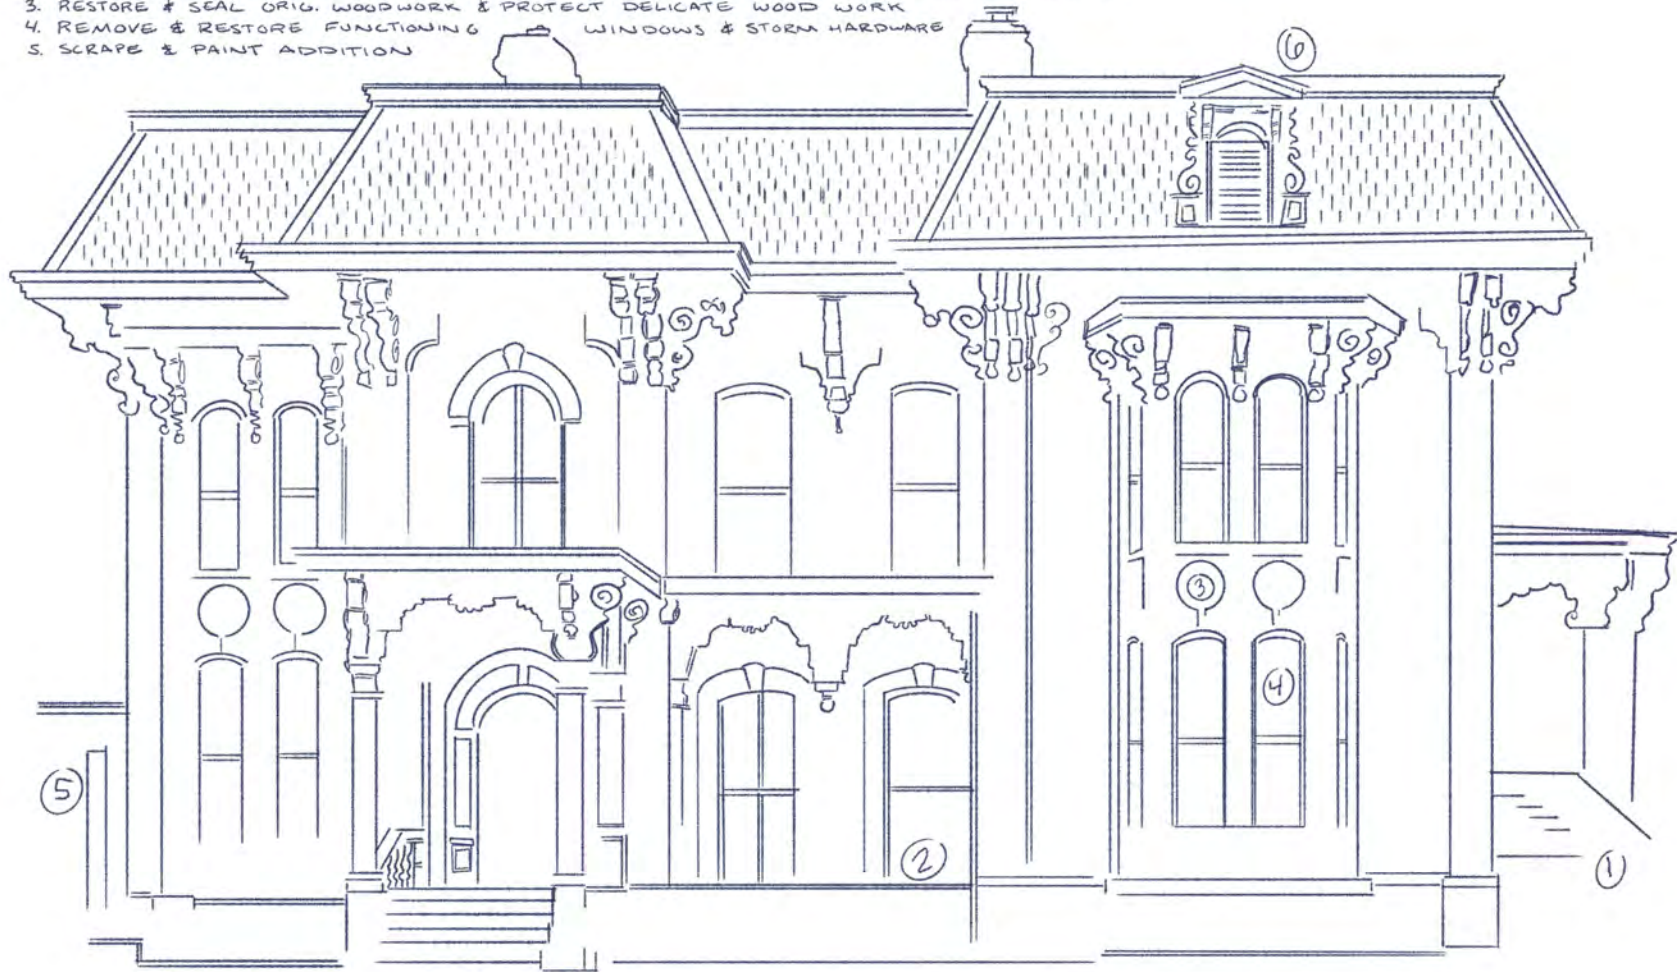 3. RESTORE & SEAL ORIG. WOODWORK & PROTECT DELICATE WOOD WORK
4. REMOVE & RESTORE FUNCTIONING WINDOWS & STORM HARDWARE
5. SCRAPE & PAINT ADDITION
6
3
4
5
2
1